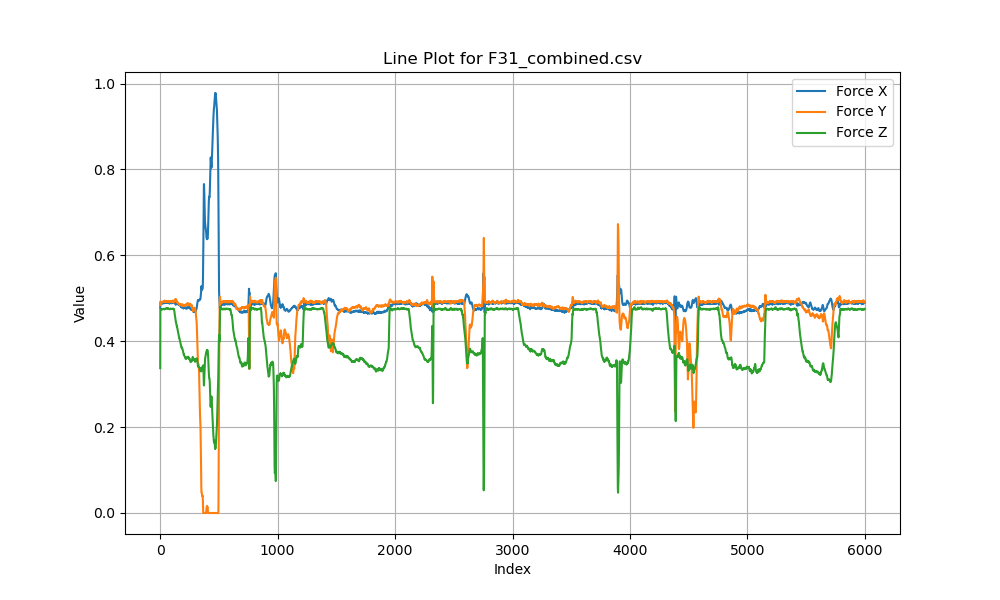 Line Plot for F31_combined.csv
1.0
0.8
0.6
0.4
0.2
0.0
Value
Force X
Force Y
Force Z
0 1000 2000 3000 4000 5000 6000
Index